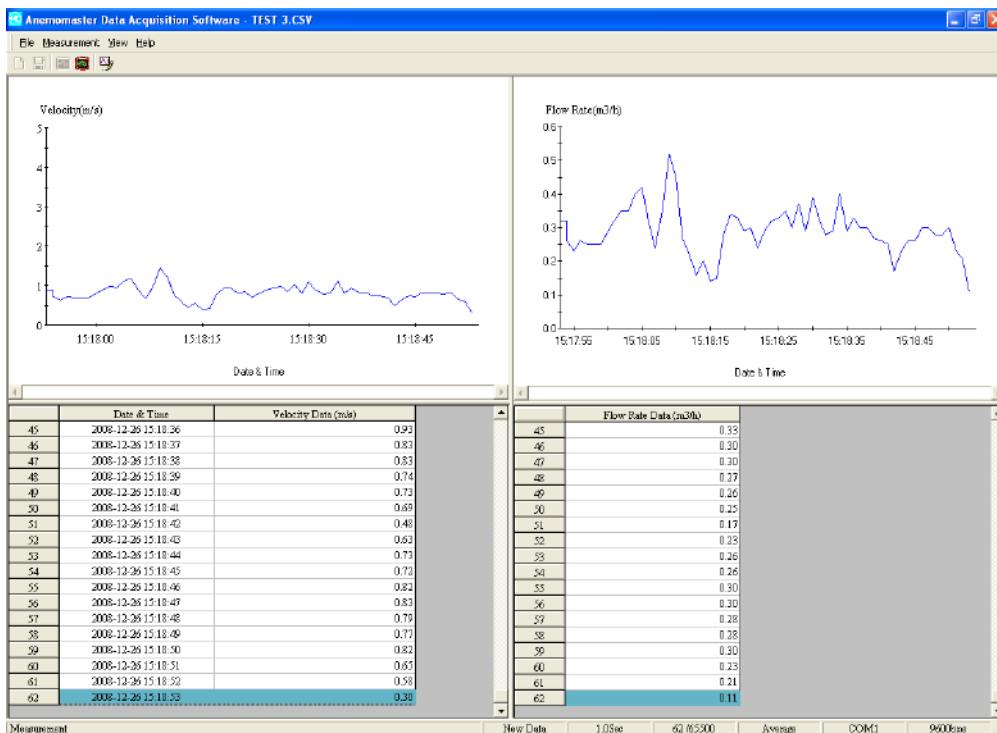 Anemomaster Data Acquisition Software - TEST 3.CSV
File Measurement View Help
Velocity(m/s)
5
4
3
2
1
0
15:18:00 15:18:15 15:18:30 15:18:45
Date & Time
Flow Rate(m3/h)
0.6
0.5
0.4
0.3
0.2
0.1
0.0
15:17:55 15:18:05 15:18:15 15:18:25 15:18:35 15:18:45
Date & Time
Date & Time Velocity Data (m/s)
45 2008-12-26 15:18:36 0.93
46 2008-12-26 15:18:37 0.83
47 2008-12-26 15:18:38 0.83
48 2008-12-26 15:18:39 0.74
49 2008-12-26 15:18:40 0.73
50 2008-12-26 15:18:41 0.69
51 2008-12-26 15:18:42 0.48
52 2008-12-26 15:18:43 0.63
53 2008-12-26 15:18:44 0.73
54 2008-12-26 15:18:45 0.72
55 2008-12-26 15:18:46 0.82
56 2008-12-26 15:18:47 0.83
57 2008-12-26 15:18:48 0.79
58 2008-12-26 15:18:49 0.77
59 2008-12-26 15:18:50 0.82
60 2008-12-26 15:18:51 0.65
61 2008-12-26 15:18:52 0.58
62 2008-12-26 15:18:53 0.30
Flow Rate Data (m3/h)
45 0.33
46 0.30
47 0.30
48 0.27
49 0.26
50 0.25
51 0.17
52 0.23
53 0.26
54 0.26
55 0.30
56 0.30
57 0.28
58 0.28
59 0.30
60 0.23
61 0.21
62 0.11
Measurement New Data 1.0Sec 62 /65500 Average COM1 9600bps